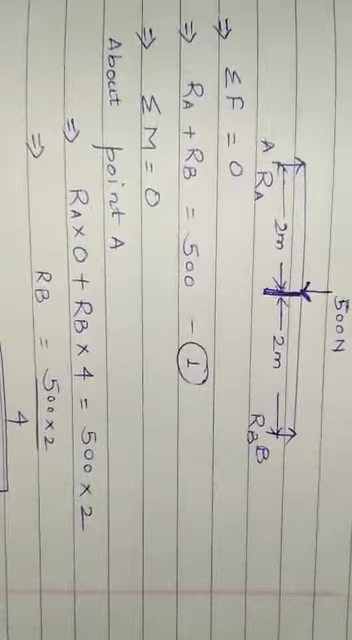 500N
2m 2m
A B
RA RB
⇒ ΣF = 0
⇒ RA + RB = 500 - ①
⇒ ΣM = 0
About point A
⇒ RA×0 + RB × 4 = 500×2
⇒ RB = 500×2
4